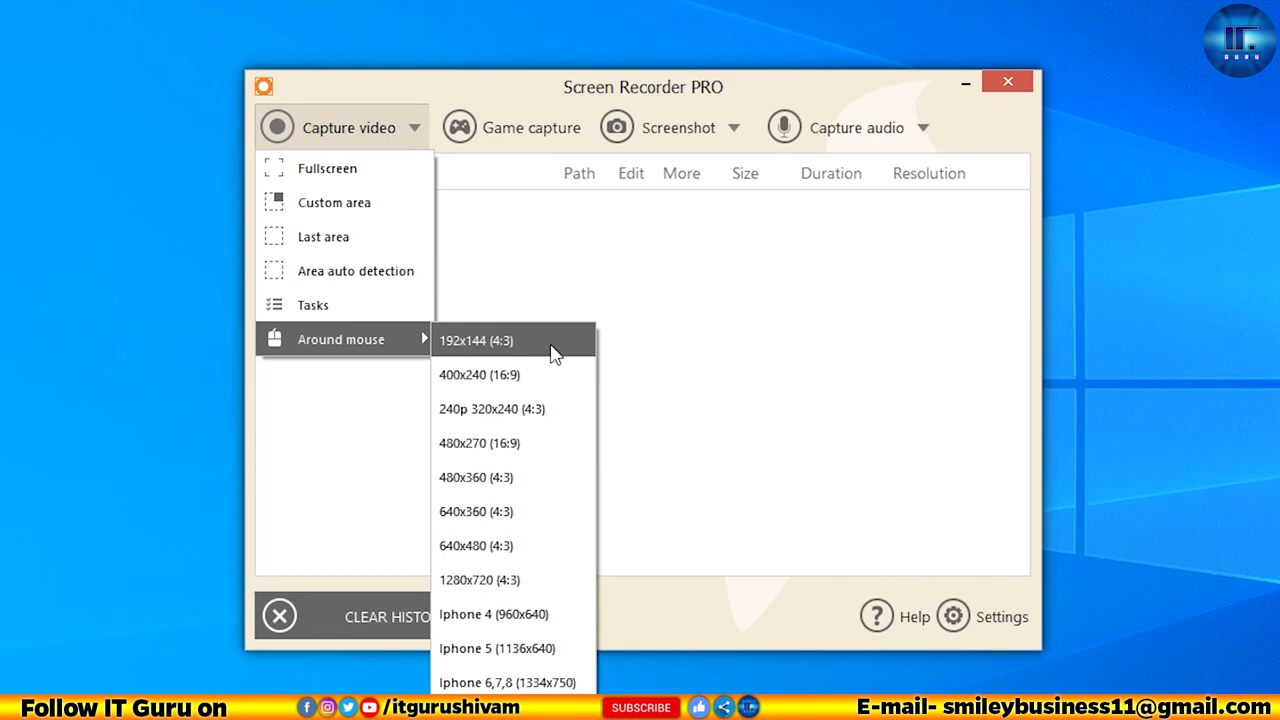 IT.
GURU
Screen Recorder PRO
Capture video
Game capture
Screenshot
Capture audio
Path Edit More Size Duration Resolution
Fullscreen
Custom area
Last area
Area auto detection
Tasks
Around mouse
192x144 (4:3)
400x240 (16:9)
240p 320x240 (4:3)
480x270 (16:9)
480x360 (4:3)
640x360 (4:3)
640x480 (4:3)
1280x720 (4:3)
Iphone 4 (960x640)
Iphone 5 (1136x640)
Iphone 6,7,8 (1334x750)
CLEAR HISTO
? Help
Settings
Follow IT Guru on /itgurushivam SUBSCRIBE E-mail- smileybusiness11@gmail.com